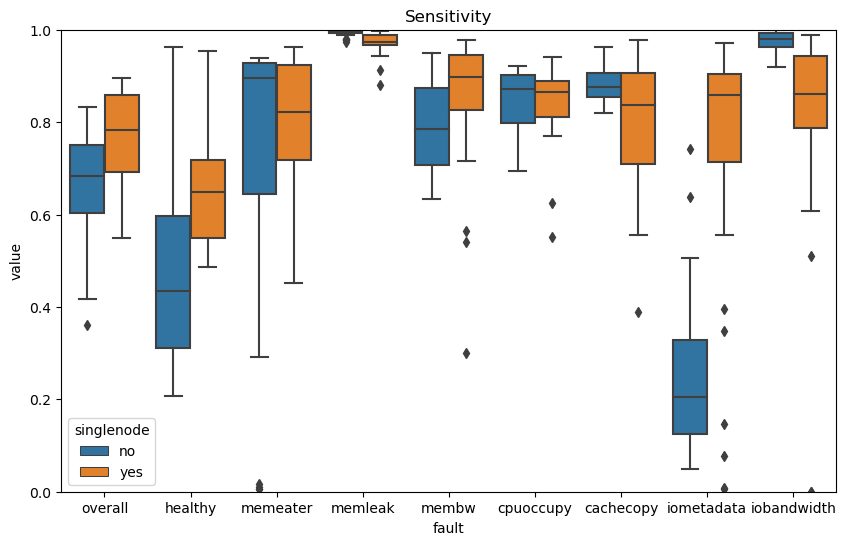 Sensitivity
1.0
0.8
0.6
0.4
0.2
0.0
value
singlenode
no
yes
overall healthy memeater memleak membw cpuoccupy cachecopy iometadata iobandwidth
fault